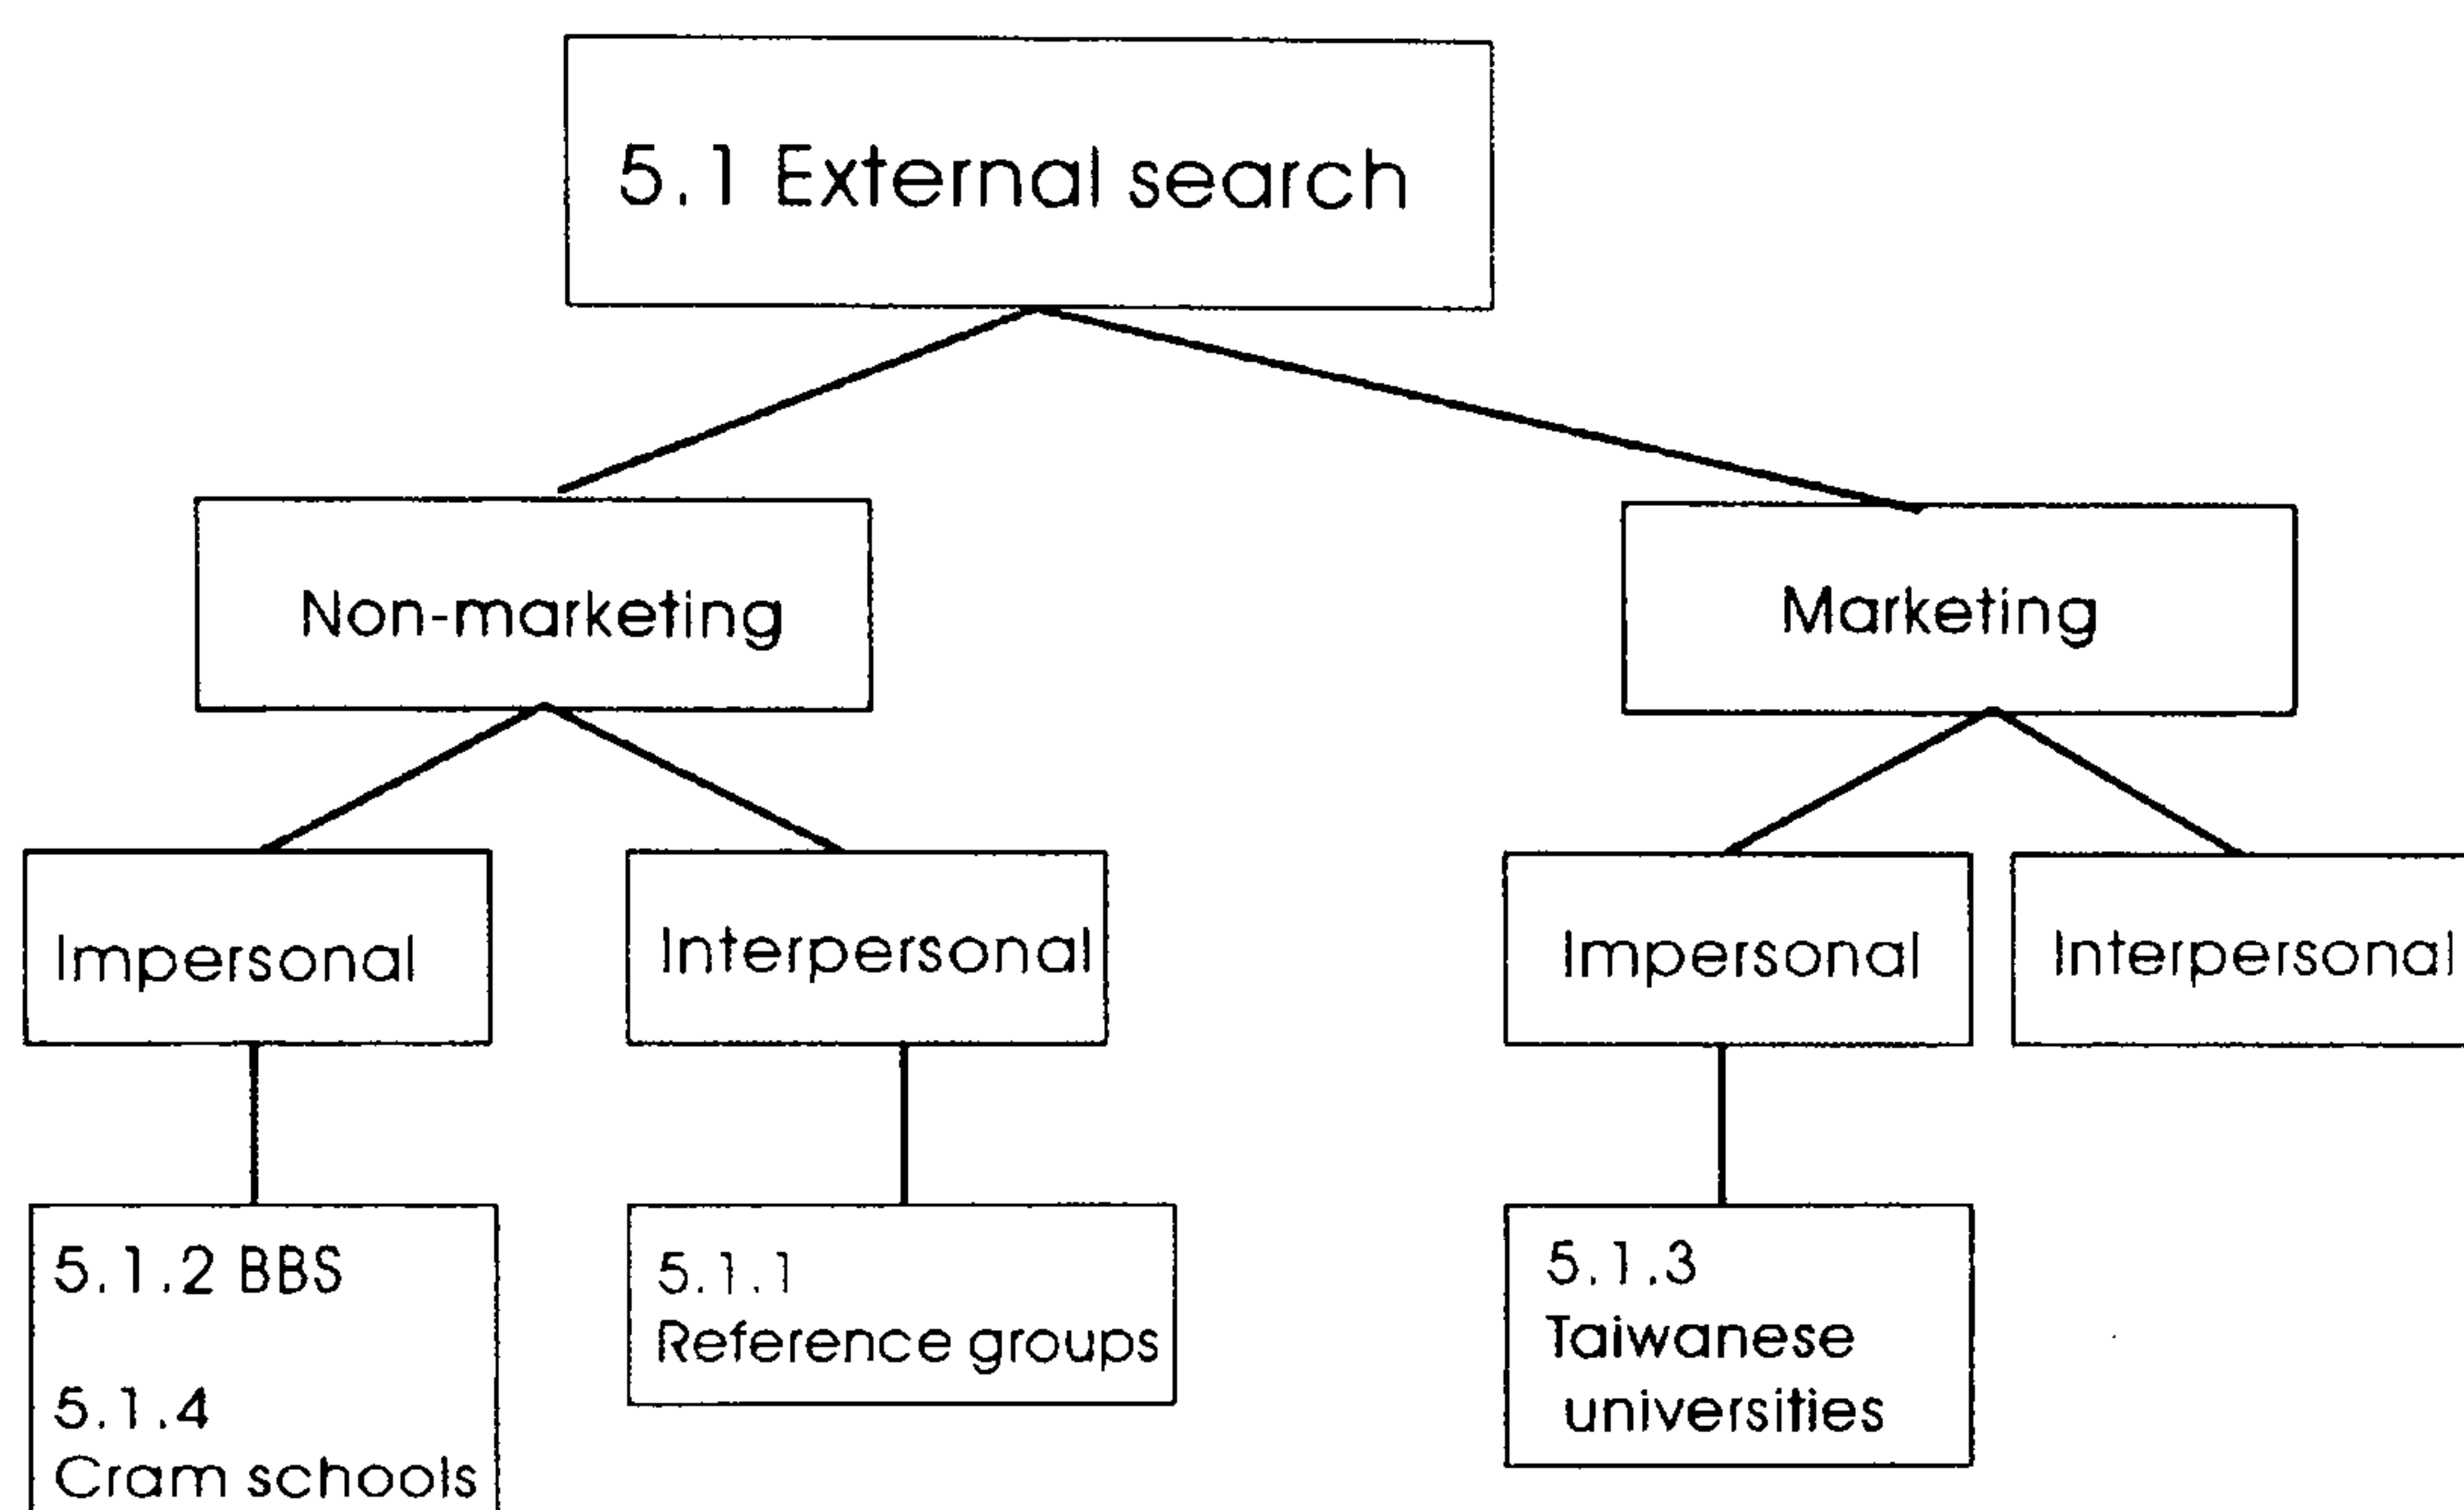 5.1 External search
Non-marketing
Marketing
Impersonal
Interpersonal
Impersonal
Interpersonal
5.1.2 BBS
5.1.4
Cram schools
5.1.1
Reference groups
5.1.3
Taiwanese
universities